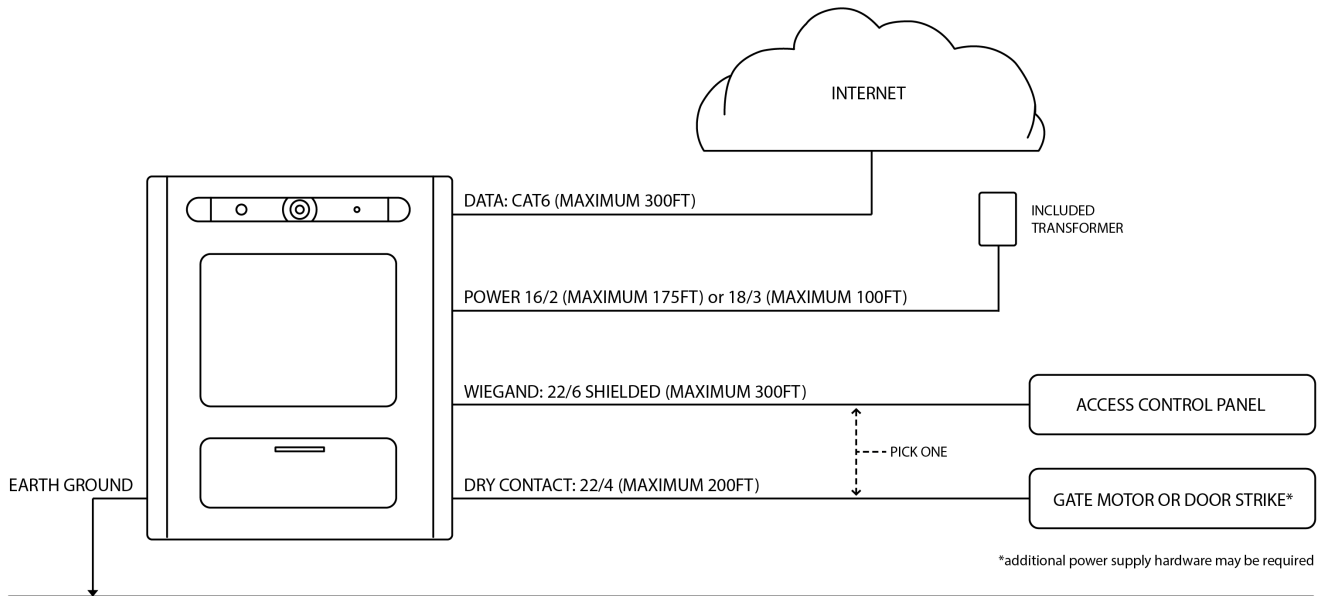 INTERNET
DATA: CAT6 (MAXIMUM 300FT)
INCLUDED
TRANSFORMER
POWER 16/2 (MAXIMUM 175FT) or 18/3 (MAXIMUM 100FT)
WIEGAND: 22/6 SHIELDED (MAXIMUM 300FT)
ACCESS CONTROL PANEL
PICK ONE
EARTH GROUND
DRY CONTACT: 22/4 (MAXIMUM 200FT)
GATE MOTOR OR DOOR STRIKE*
*additional power supply hardware may be required